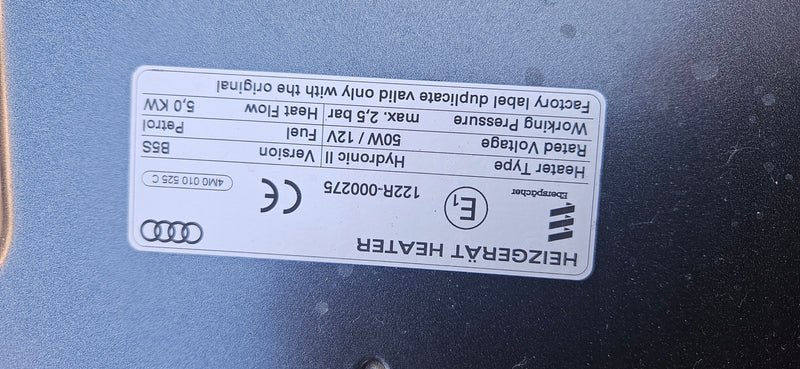 HEIZGERÄT HEATER
Eberspächer
E1
122R-000275
CE
4M0 010 525 C
Heater Type Hydronic II Version B5S
Rated Voltage 50W / 12V Fuel Petrol
Working Pressure max. 2,5 bar Heat Flow 5,0 KW
Factory label duplicate valid only with the original